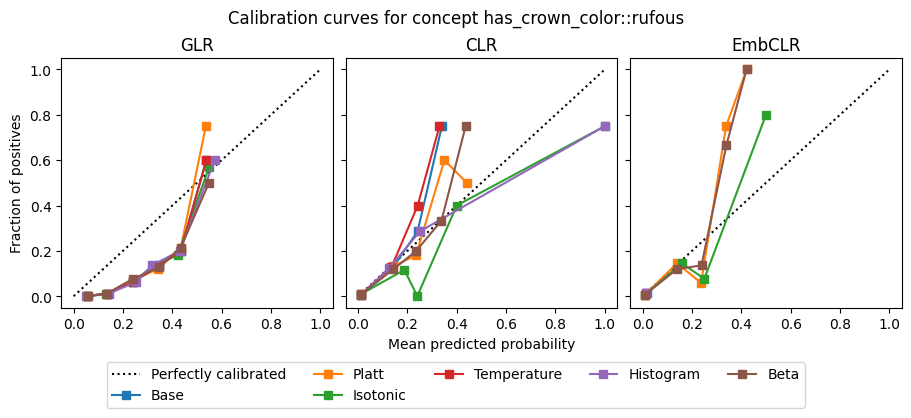 Calibration curves for concept has_crown_color::rufous
GLR
CLR
EmbCLR
Fraction of positives
1.0
0.8
0.6
0.4
0.2
0.0
0.0 0.2 0.4 0.6 0.8 1.0
0.0 0.2 0.4 0.6 0.8 1.0
0.0 0.2 0.4 0.6 0.8 1.0
Mean predicted probability
Perfectly calibrated
Platt
Temperature
Histogram
Beta
Base
Isotonic